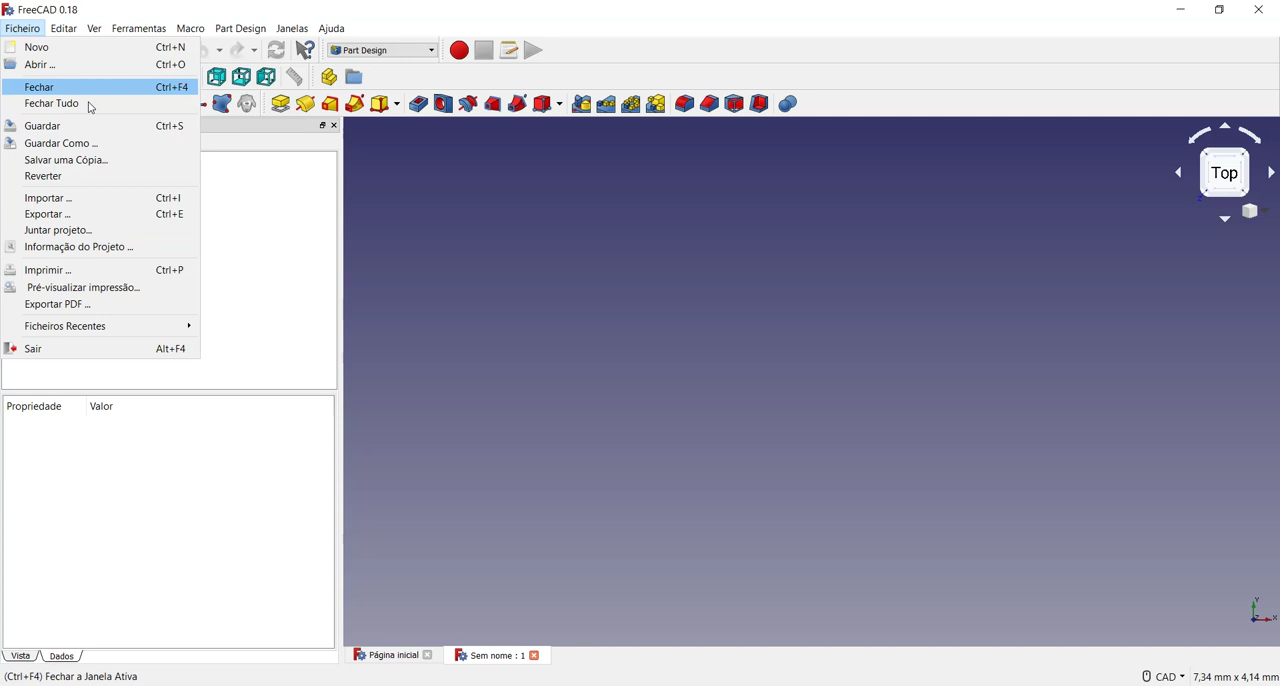 FreeCAD 0.18
Ficheiro Editar Ver Ferramentas Macro Part Design Janelas Ajuda
Novo Ctrl+N
Part Design
Abrir ... Ctrl+O
Fechar Ctrl+F4
Fechar Tudo
Guardar Ctrl+S
Guardar Como ...
Salvar uma Cópia...
Reverter
Importar ... Ctrl+I
Exportar ... Ctrl+E
Juntar projeto...
Informação do Projeto ...
Imprimir ... Ctrl+P
Pré-visualizar impressão...
Exportar PDF ...
Ficheiros Recentes
Sair Alt+F4
Top
Z
Propriedade Valor
Y
Z X
Vista Dados
Página inicial
Sem nome : 1
(Ctrl+F4) Fechar a Janela Ativa
CAD 7,34 mm x 4,14 mm